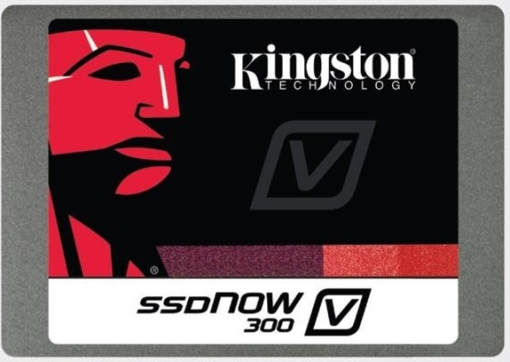 Kingston
TECHNOLOGY
V
®
SSDNOW V
300